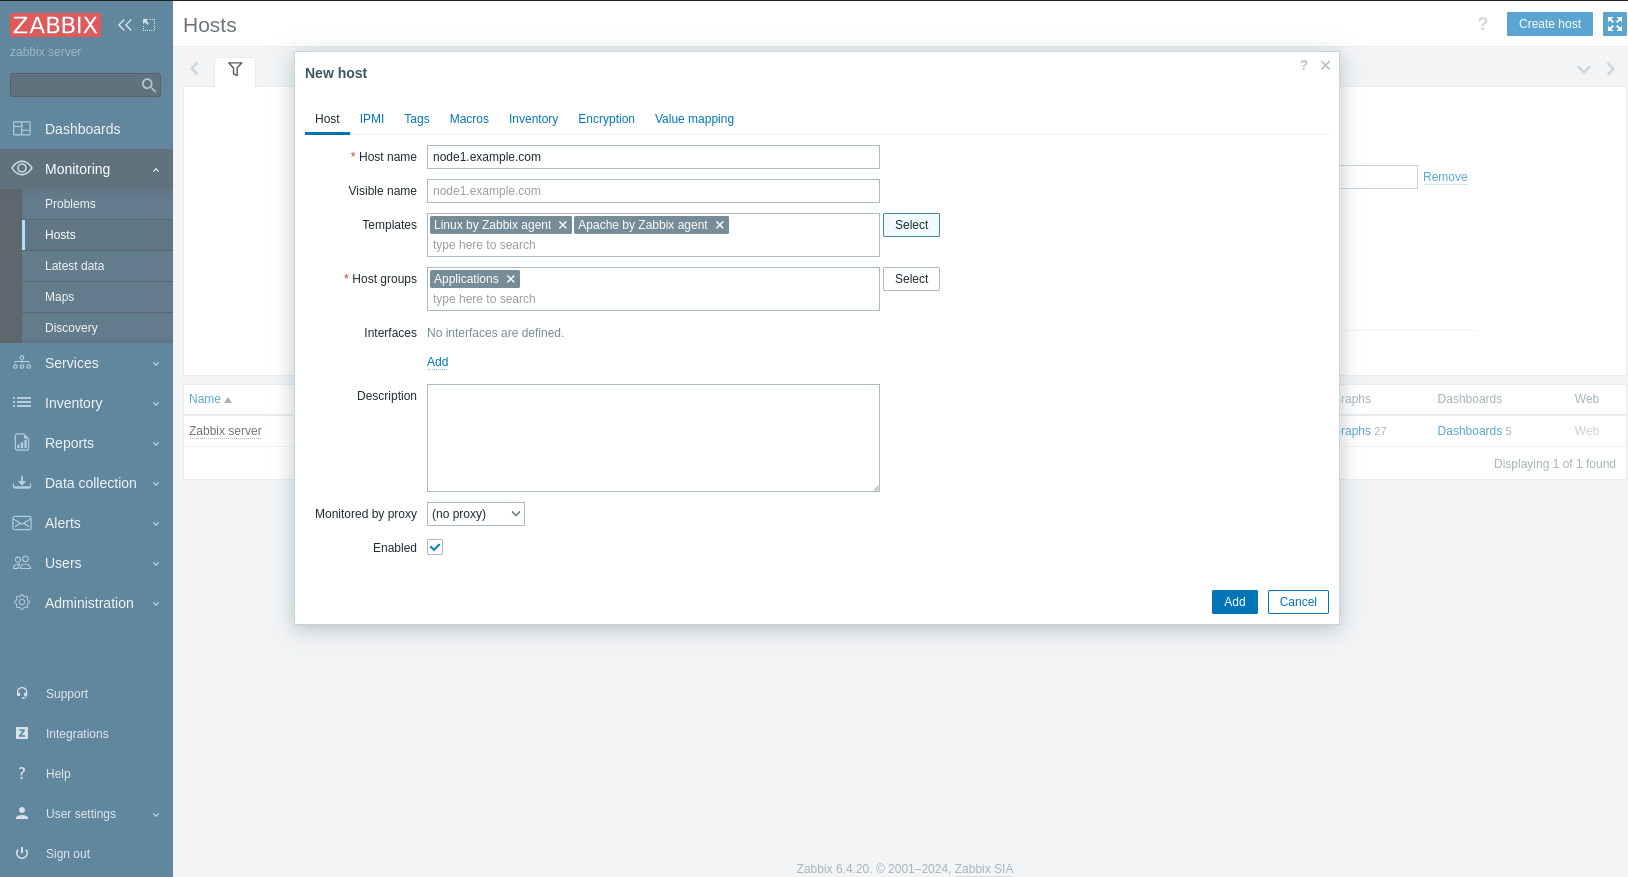 ZABBIX
zabbix server
Dashboards
Monitoring
Problems
Hosts
Latest data
Maps
Discovery
Services
Inventory
Reports
Data collection
Alerts
Users
Administration
Support
Integrations
Help
User settings
Sign out
Hosts
? Create host
New host
?
Host IPMI Tags Macros Inventory Encryption Value mapping
* Host name node1.example.com
Visible name node1.example.com
Templates Linux by Zabbix agent Apache by Zabbix agent Select
type here to search
* Host groups Applications Select
type here to search
Interfaces No interfaces are defined.
Add
Description
Monitored by proxy (no proxy)
Enabled
Add Cancel
Remove
Name raphs Dashboards Web
Zabbix server raphs 27 Dashboards 5 Web
Displaying 1 of 1 found
Zabbix 6.4.20. © 2001–2024, Zabbix SIA